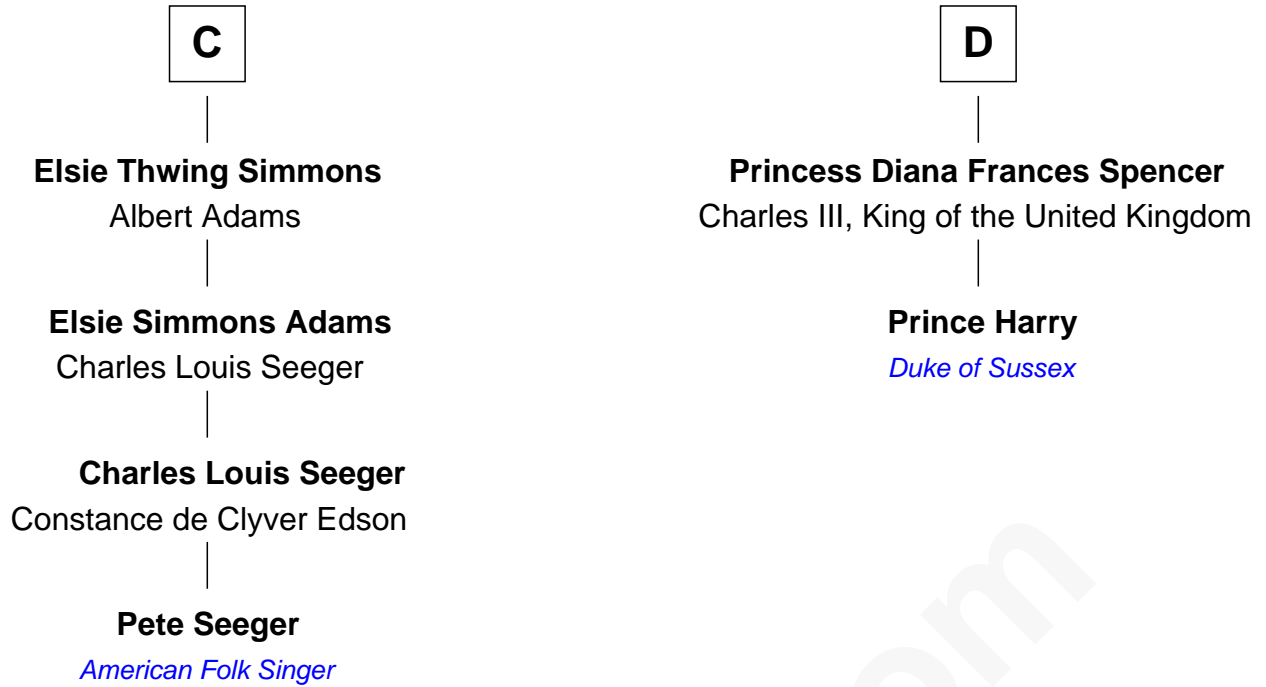 C
Elsie Thwing Simmons
Albert Adams
Elsie Simmons Adams
Charles Louis Seeger
Charles Louis Seeger
Constance de Clyver Edson
Pete Seeger
American Folk Singer
D
Princess Diana Frances Spencer
Charles III, King of the United Kingdom
Prince Harry
Duke of Sussex
om